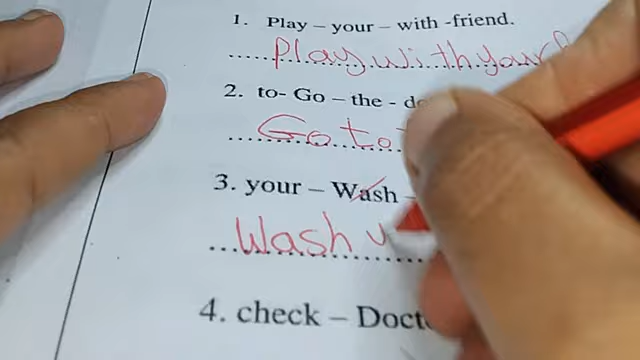 1. Play – your – with -friend.
Play with your
2. to- Go – the - d
Go to
3. your – Wash –
Wash
4. check – Doct